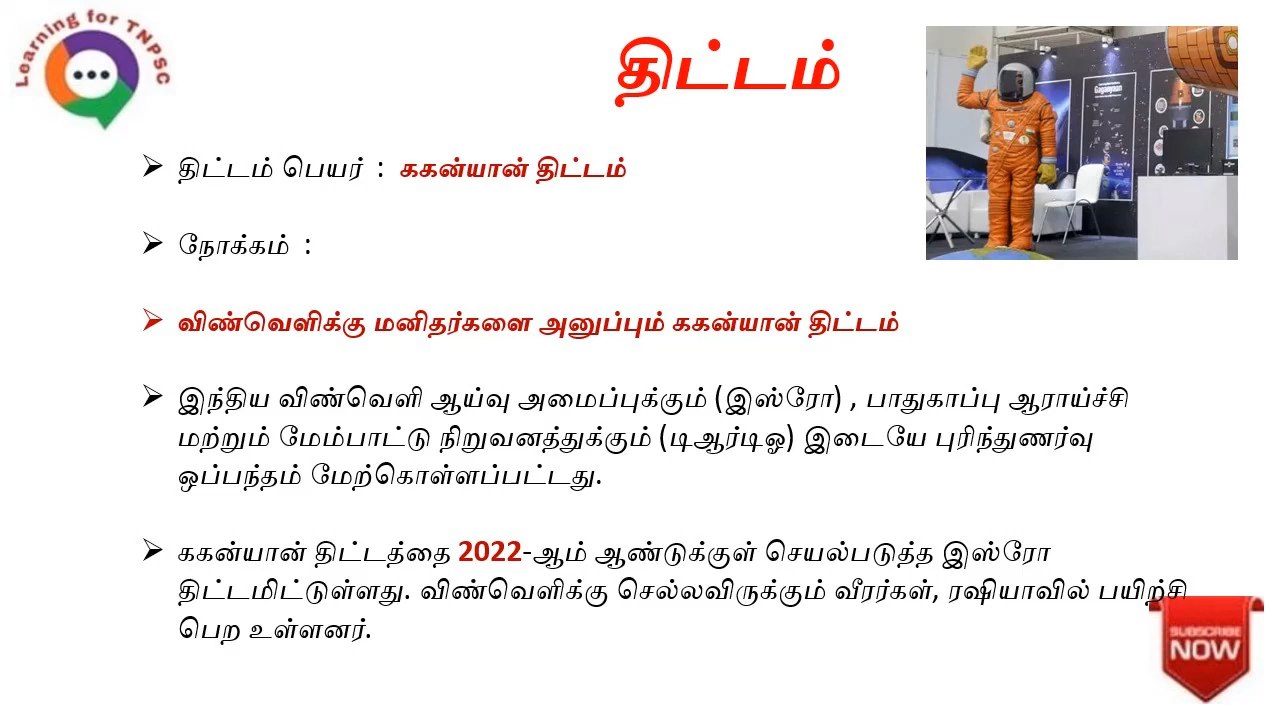 Learning for TNPSC
திட்டம்
Gaganyaan
திட்டம் பெயர் : ககன்யான் திட்டம்
நோக்கம் :
விண்வெளிக்கு மனிதர்களை அனுப்பும் ககன்யான் திட்டம்
இந்திய விண்வெளி ஆய்வு அமைப்புக்கும் (இஸ்ரோ) , பாதுகாப்பு ஆராய்ச்சி
மற்றும் மேம்பாட்டு நிறுவனத்துக்கும் (டிஆர்டிஓ) இடையே புரிந்துணர்வு
ஒப்பந்தம் மேற்கொள்ளப்பட்டது.
ககன்யான் திட்டத்தை 2022-ஆம் ஆண்டுக்குள் செயல்படுத்த இஸ்ரோ
திட்டமிட்டுள்ளது. விண்வெளிக்கு செல்லவிருக்கும் வீரர்கள், ரஷியாவில் பயிற்சி
பெற உள்ளனர்.
SUBSCRIBE
NOW